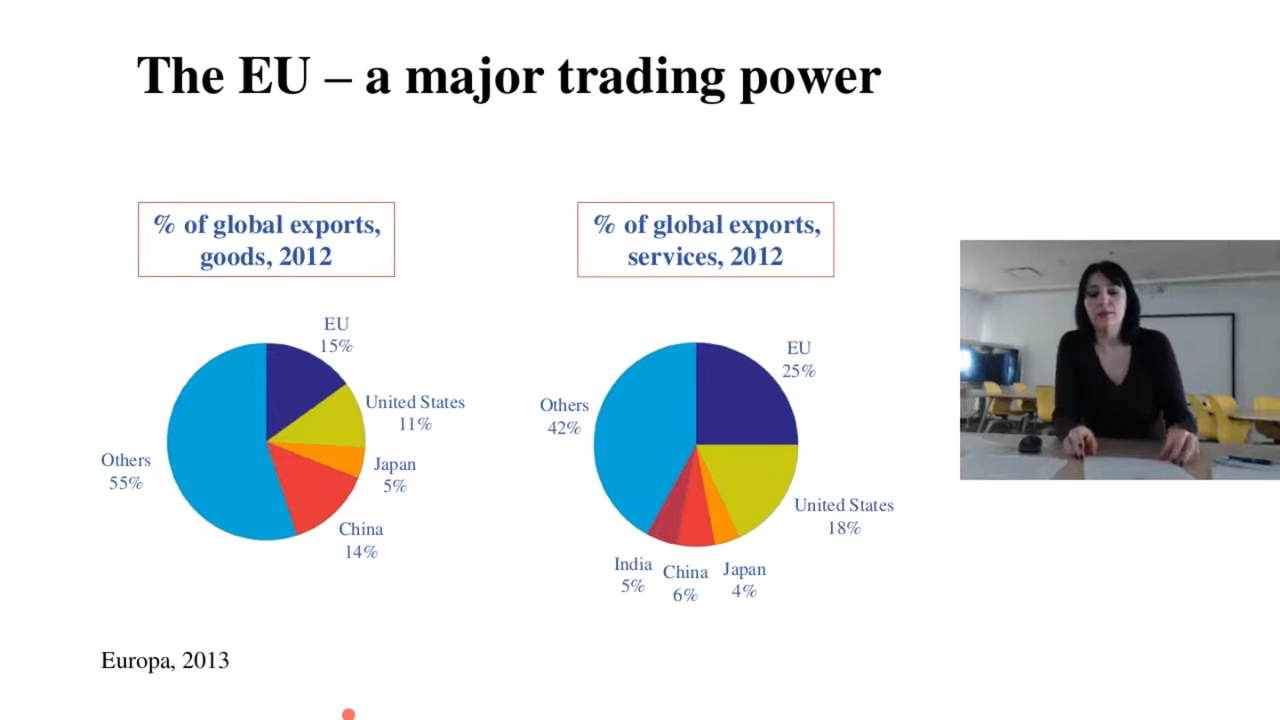 The EU – a major trading power
% of global exports,
goods, 2012
EU
15%
United States
11%
Japan
5%
China
14%
Others
55%
% of global exports,
services, 2012
EU
25%
United States
18%
Japan
4%
China
6%
India
5%
Others
42%
Europa, 2013